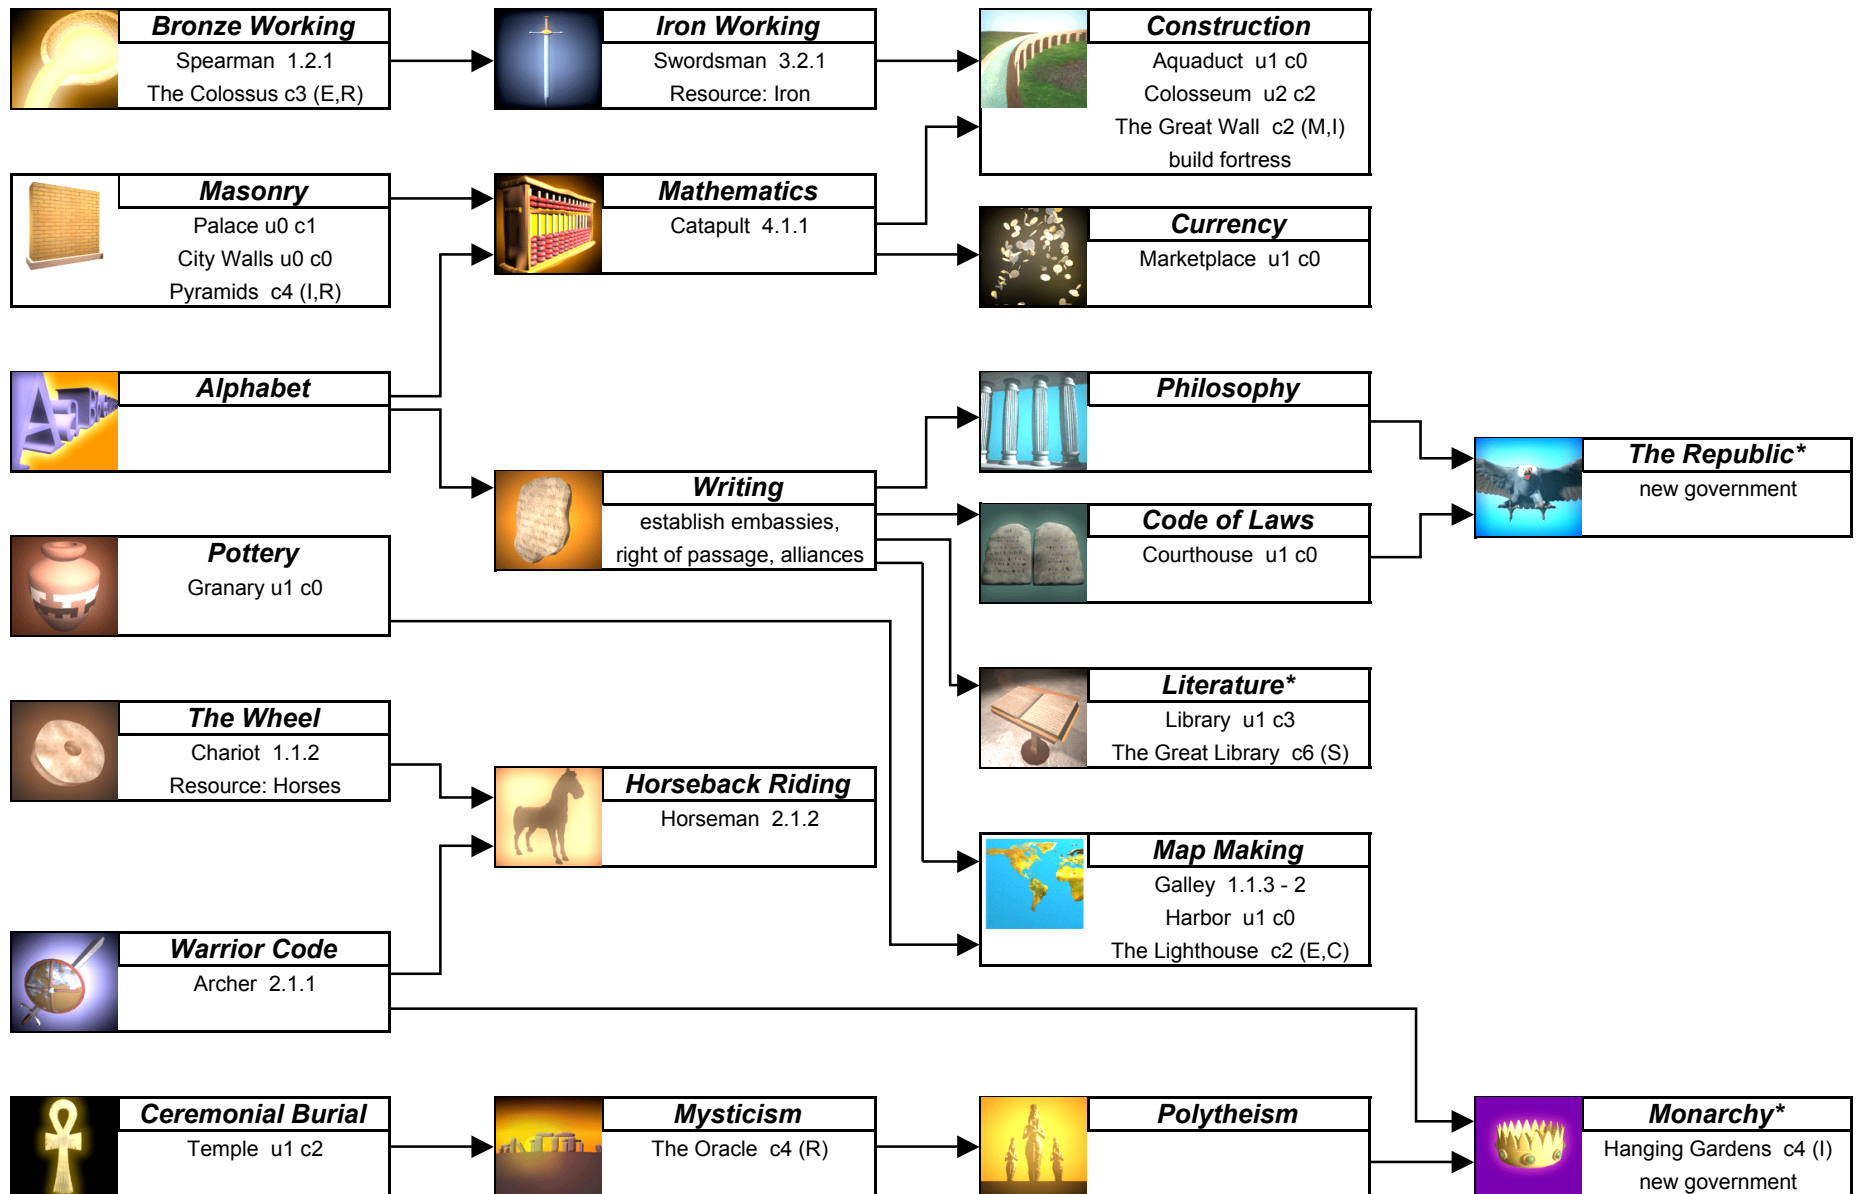 Bronze Working
Spearman 1.2.1
The Colossus c3 (E,R)
Iron Working
Swordsman 3.2.1
Resource: Iron
Construction
Aquaduct u1 c0
Colosseum u2 c2
The Great Wall c2 (M,I)
build fortress
Masonry
Palace u0 c1
City Walls u0 c0
Pyramids c4 (I,R)
Mathematics
Catapult 4.1.1
Currency
Marketplace u1 c0
Alphabet
Philosophy
Writing
establish embassies,
right of passage, alliances
The Republic*
new government
Code of Laws
Courthouse u1 c0
Pottery
Granary u1 c0
Literature*
Library u1 c3
The Great Library c6 (S)
The Wheel
Chariot 1.1.2
Resource: Horses
Horseback Riding
Horseman 2.1.2
Map Making
Galley 1.1.3 - 2
Harbor u1 c0
The Lighthouse c2 (E,C)
Warrior Code
Archer 2.1.1
Ceremonial Burial
Temple u1 c2
Mysticism
The Oracle c4 (R)
Polytheism
Monarchy*
Hanging Gardens c4 (I)
new government